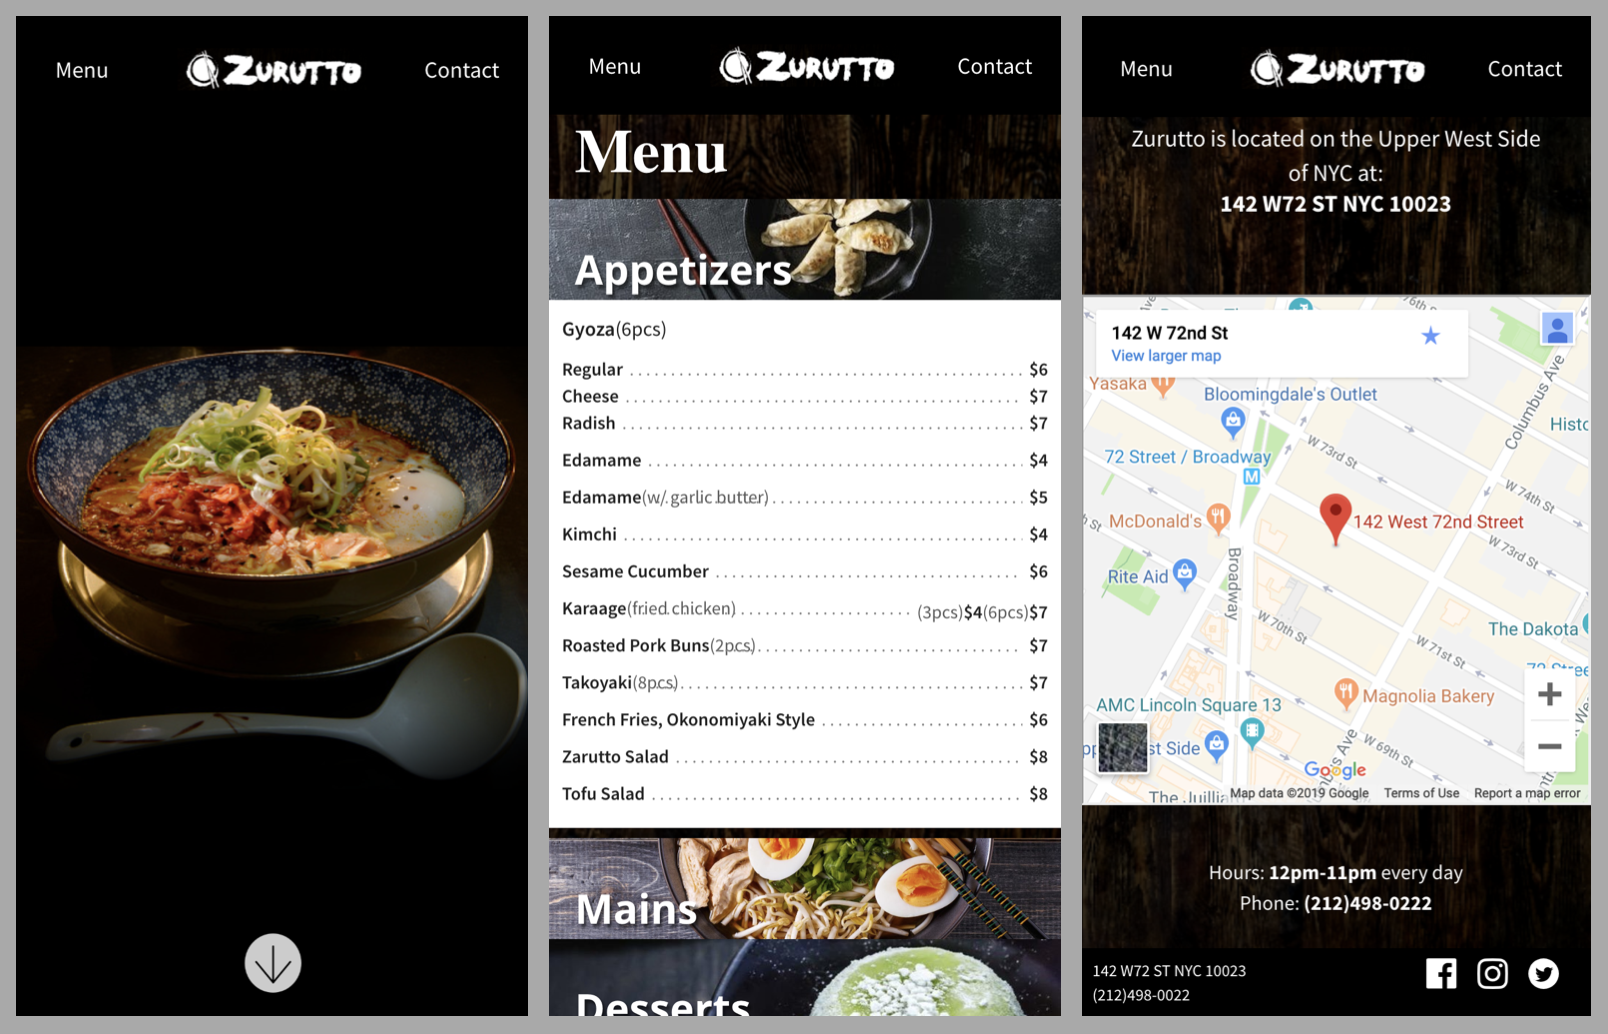 Menu
ZURUTTO
Contact
Menu
ZURUTTO
Contact
Menu
Appetizers
Gyoza(6pcs)
Regular $6
Cheese $7
Radish $7
Edamame $4
Edamame(w/ garlic butter) $5
Kimchi $4
Sesame Cucumber $6
Karaage(fried chicken) (3pcs)$4(6pcs)$7
Roasted Pork Buns(2pcs) $7
Takoyaki(8pcs) $7
French Fries, Okonomiyaki Style $6
Zarutto Salad $8
Tofu Salad $8
Mains
Desserts
Menu
ZURUTTO
Contact
Zurutto is located on the Upper West Side
of NYC at:
142 W72 ST NYC 10023
142 W 72nd St
View larger map
76th
Yasaka
Bloomingdale's Outlet
Columbus Ave
W 73rd St
72 Street / Broadway
M
W 74th St
McDonald's
142 West 72nd Street
W 73rd St
Rite Aid
Broadway
W 70th St
The Dakota
W 71st St
Magnolia Bakery
AMC Lincoln Square 13
st Side
W 69th St
Google
Map data ©2019 Google Terms of Use Report a map error
Hours: 12pm-11pm every day
Phone: (212)498-0222
142 W72 ST NYC 10023
(212)498-0022